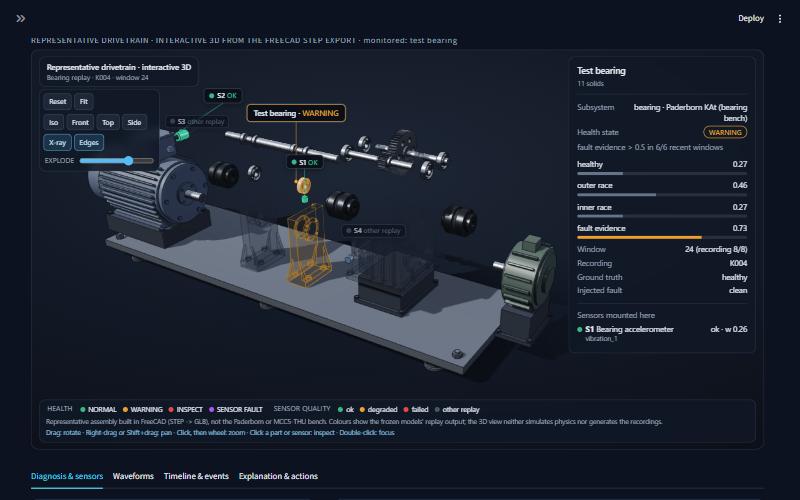 Deploy
REPRESENTATIVE DRIVETRAIN · INTERACTIVE 3D FROM THE FREECAD STEP EXPORT · monitored: test bearing
Representative drivetrain · interactive 3D
Bearing replay · K004 · window 24
Reset Fit
Iso Front Top Side
X-ray Edges
EXPLODE
S2 OK
S3 other replay
Test bearing · WARNING
S1 OK
S4 other replay
Test bearing
11 solids
Subsystem bearing · Paderborn KAt (bearing bench)
Health state WARNING
fault evidence > 0.5 in 6/6 recent windows
healthy 0.27
outer race 0.46
inner race 0.27
fault evidence 0.73
Window 24 (recording 8/8)
Recording K004
Ground truth healthy
Injected fault clean
Sensors mounted here
S1 Bearing accelerometer ok · w 0.26
vibration_1
HEALTH NORMAL WARNING INSPECT SENSOR FAULT SENSOR QUALITY ok degraded failed other replay
Representative assembly built in FreeCAD (STEP -> GLB), not the Paderborn or MCC5-THU bench. Colours show the frozen models' replay output; the 3D view neither simulates physics nor generates the recordings.
Drag: rotate · Right-drag or Shift+drag: pan · Click, then wheel: zoom · Click a part or sensor: inspect · Double-click: focus
Diagnosis & sensors Waveforms Timeline & events Explanation & actions